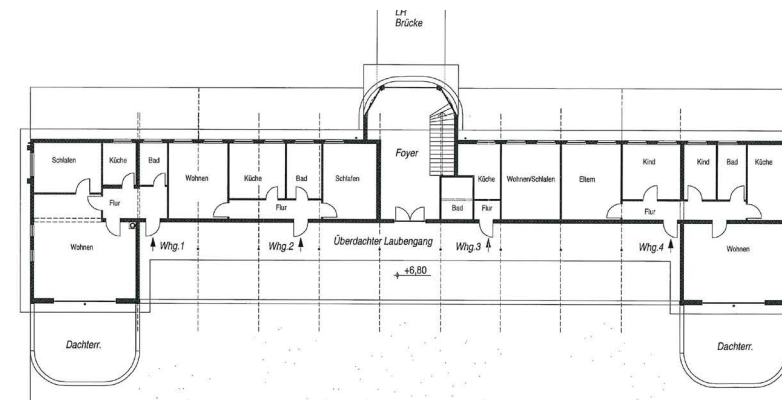 LH
Brücke
Schlafen
Küche
Bad
Wohnen
Küche
Bad
Schlafen
Foyer
Küche
Wohnen/Schlafen
Eltern
Kind
Kind
Bad
Küche
Flur
Flur
Bad
Flur
Flur
Wohnen
Whg.1
Whg.2
Überdachter Laubengang
Whg.3
Whg.4
Wohnen
+6,80
Dachterr.
Dachterr.